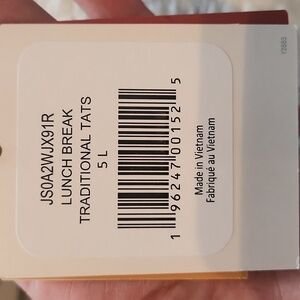 JS0A2WJX91R
LUNCH BREAK
TRADITIONAL TATS
5 L
1 96247 00152 5
Made in Vietnam
Fabriqué au Vietnam